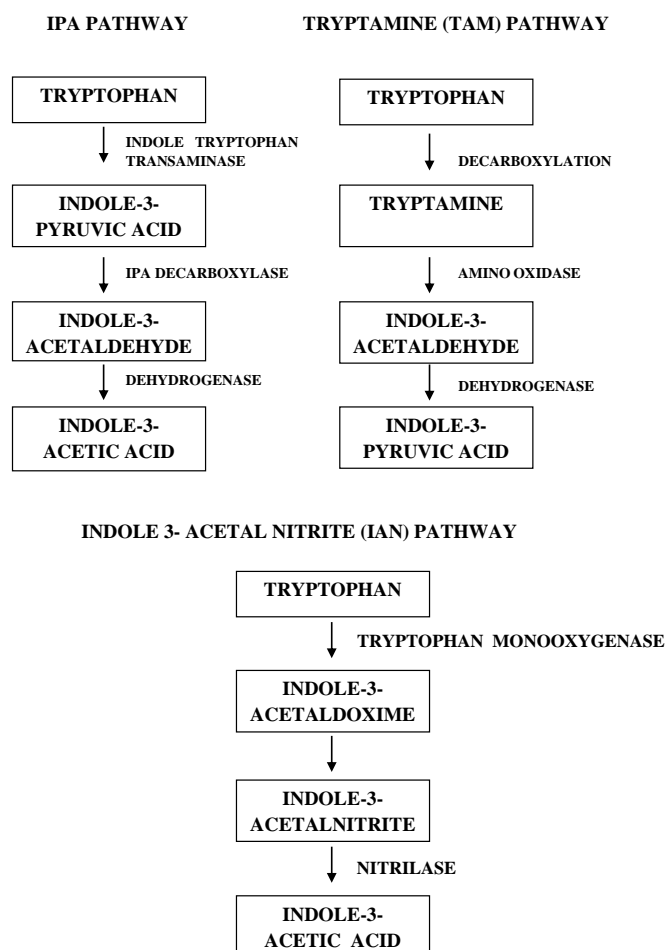 IPA PATHWAY
TRYPTOPHAN
INDOLE TRYPTOPHAN
TRANSAMINASE
INDOLE-3-
PYRUVIC ACID
IPA DECARBOXYLASE
INDOLE-3-
ACETALDEHYDE
DEHYDROGENASE
INDOLE-3-
ACETIC ACID
TRYPTAMINE (TAM) PATHWAY
TRYPTOPHAN
DECARBOXYLATION
TRYPTAMINE
AMINO OXIDASE
INDOLE-3-
ACETALDEHYDE
DEHYDROGENASE
INDOLE-3-
PYRUVIC ACID
INDOLE 3- ACETAL NITRITE (IAN) PATHWAY
TRYPTOPHAN
TRYPTOPHAN MONOOXYGENASE
INDOLE-3-
ACETALDOXIME
INDOLE-3-
ACETALNITRITE
NITRILASE
INDOLE-3-
ACETIC ACID